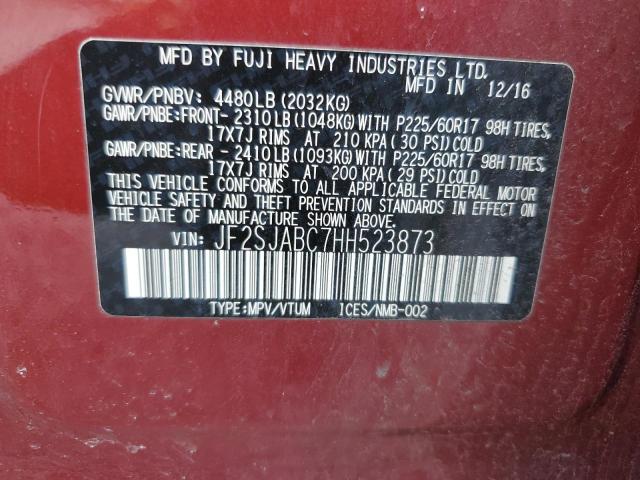 MFD BY FUJI HEAVY INDUSTRIES LTD.
MFD IN 12/16
GVWR/PNBV: 4480LB (2032KG)
GAWR/PNBE:FRONT- 2310LB(1048KG)WITH P225/60R17 98H TIRES,
17X7J RIMS AT 210 KPA( 30 PSI)COLD
GAWR/PNBE:REAR - 2410LB(1093KG)WITH P225/60R17 98H TIRES,
17X7J RIMS AT 200 KPA( 29 PSI)COLD
THIS VEHICLE CONFORMS TO ALL APPLICABLE FEDERAL MOTOR
VEHICLE SAFETY AND THEFT PREVENTION STANDARDS IN EFFECT ON
THE DATE OF MANUFACTURE SHOWN ABOVE.
VIN: JF2SJABC7HH523873
TYPE:MPV/VTUM ICES/NMB-002